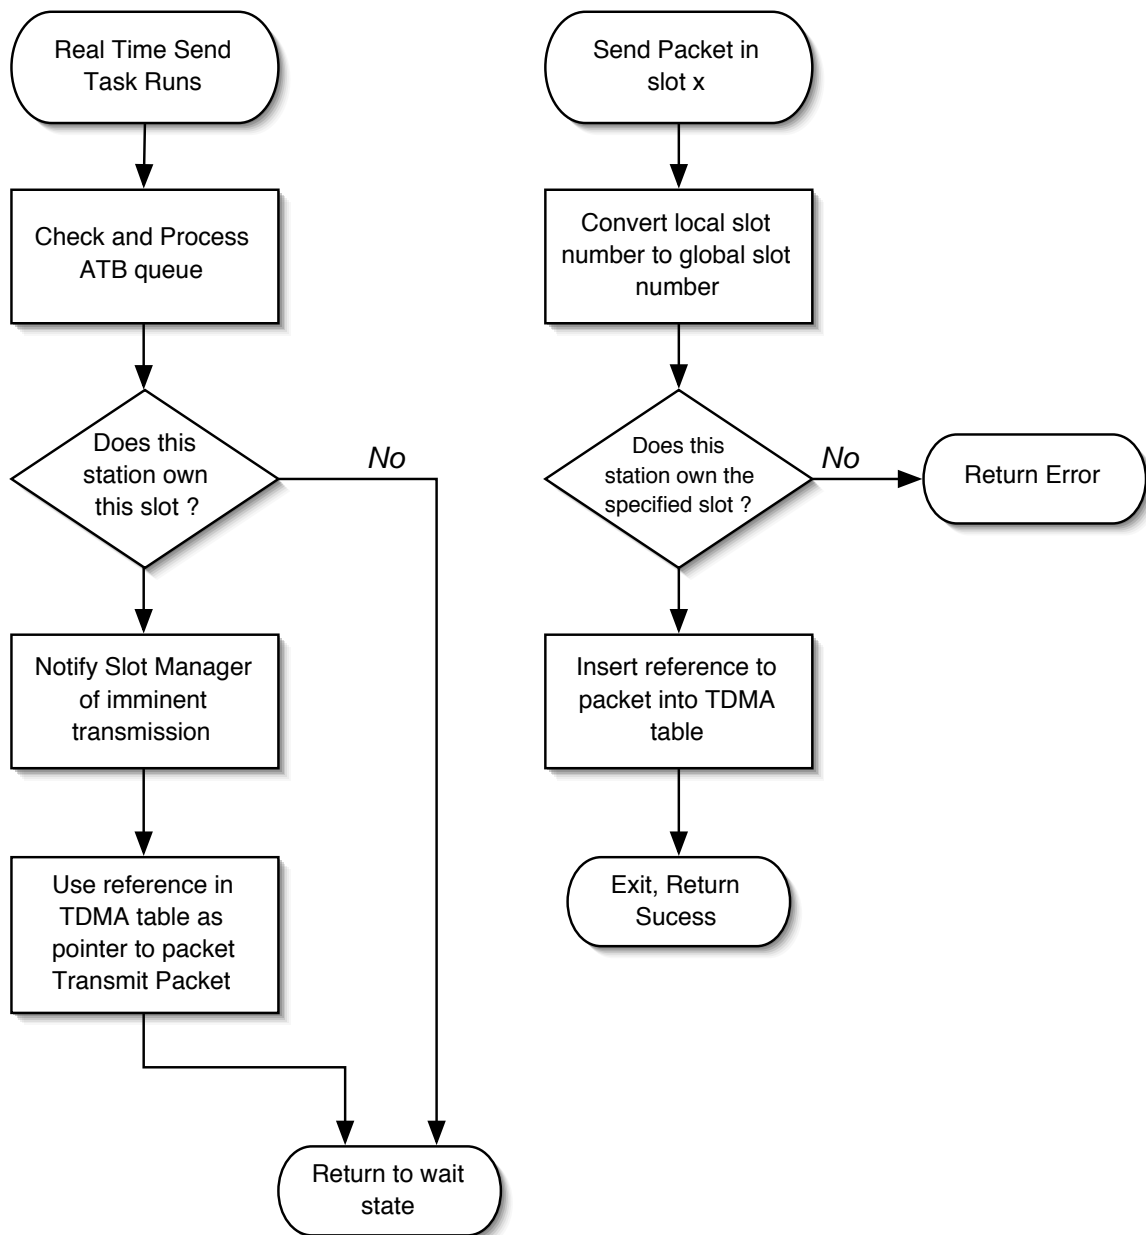 Real Time Send
Task Runs
Check and Process
ATB queue
Does this
station own
this slot ?
No
Notify Slot Manager
of imminent
transmission
Use reference in
TDMA table as
pointer to packet
Transmit Packet
Return to wait
state
Send Packet in
slot x
Convert local slot
number to global slot
number
Does this
station own the
specified slot ?
No
Return Error
Insert reference to
packet into TDMA
table
Exit, Return
Sucess